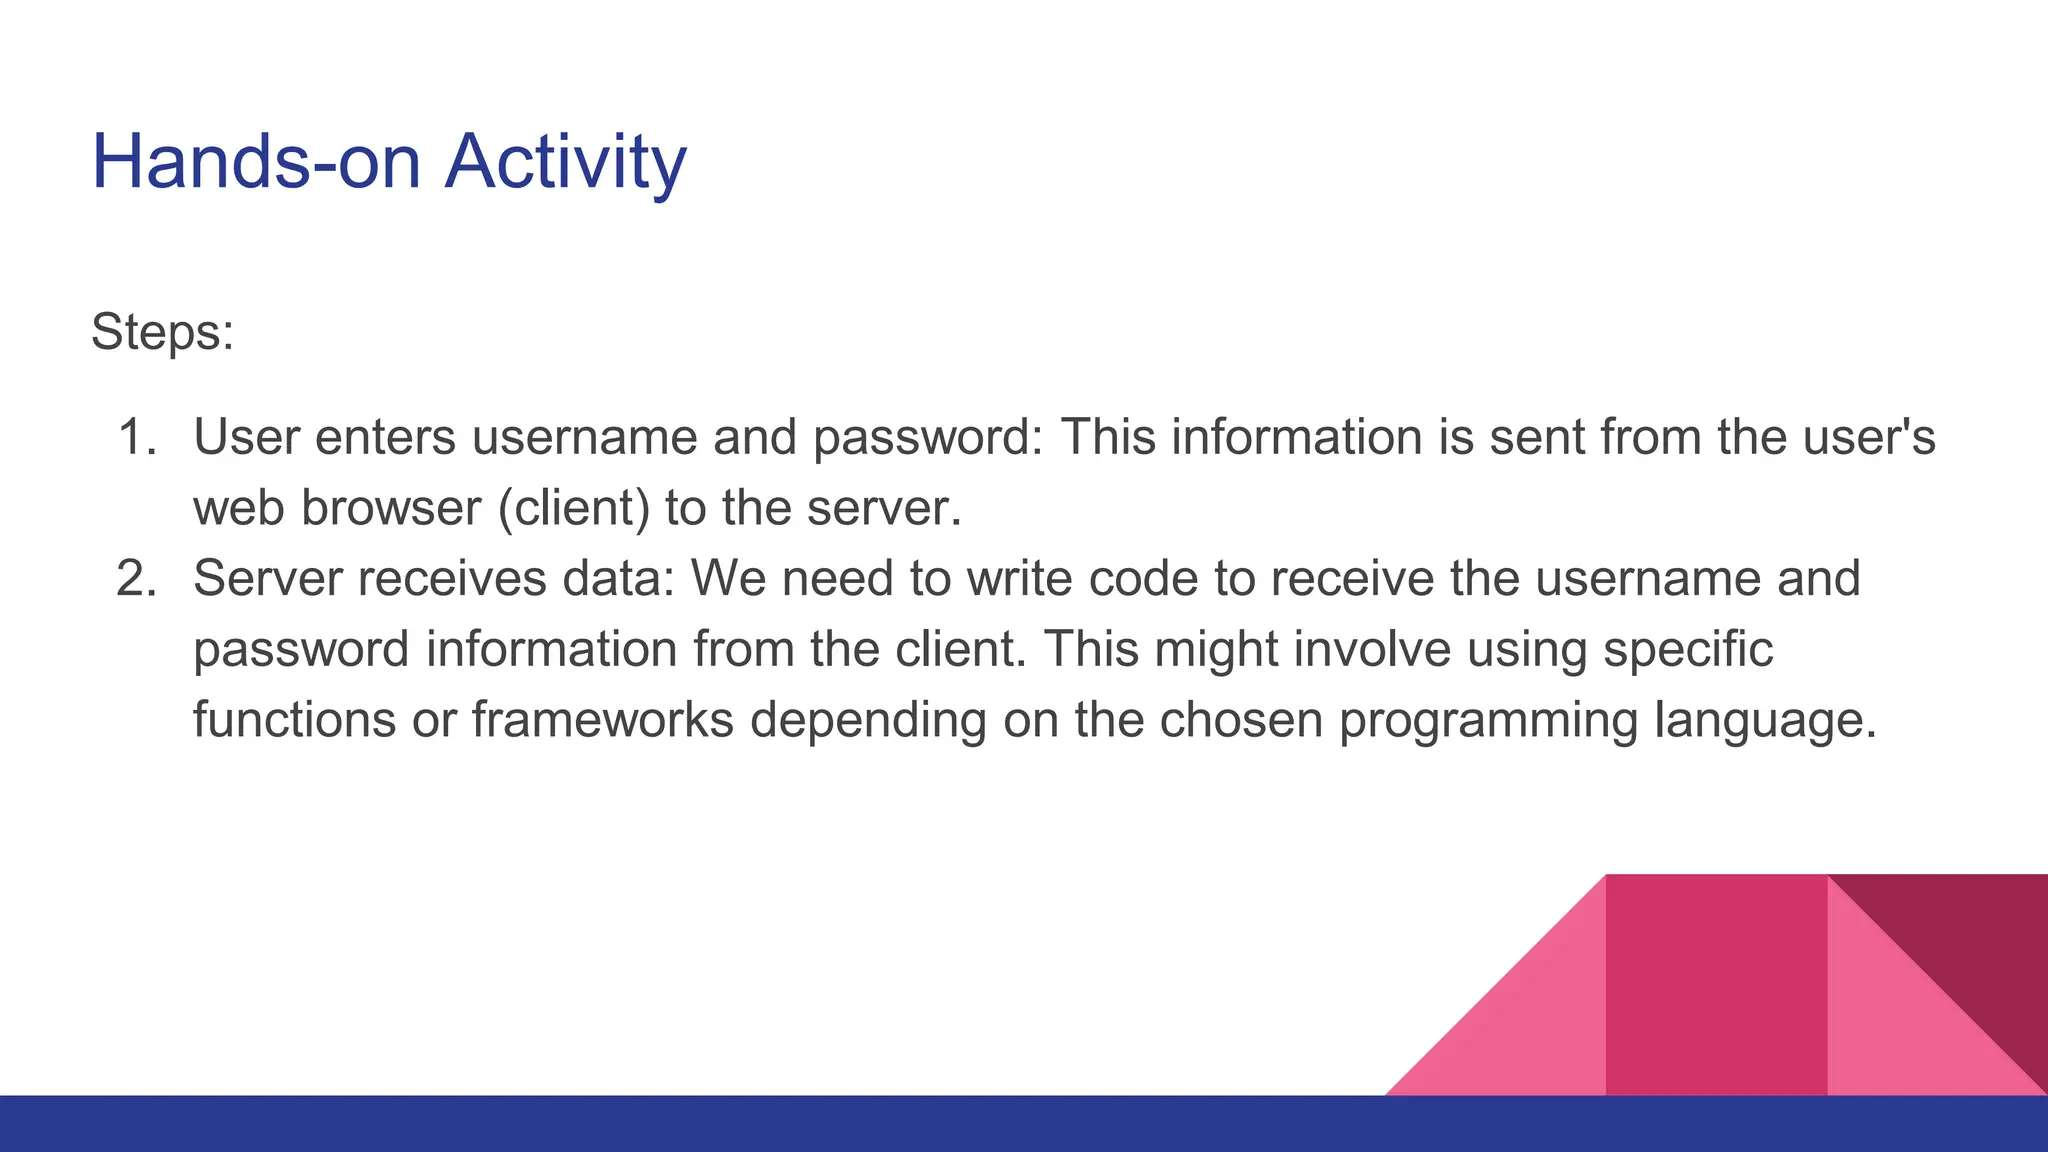 Hands-on Activity
Steps:
1. User enters username and password: This information is sent from the user's
web browser (client) to the server.
2. Server receives data: We need to write code to receive the username and
password information from the client. This might involve using specific
functions or frameworks depending on the chosen programming language.